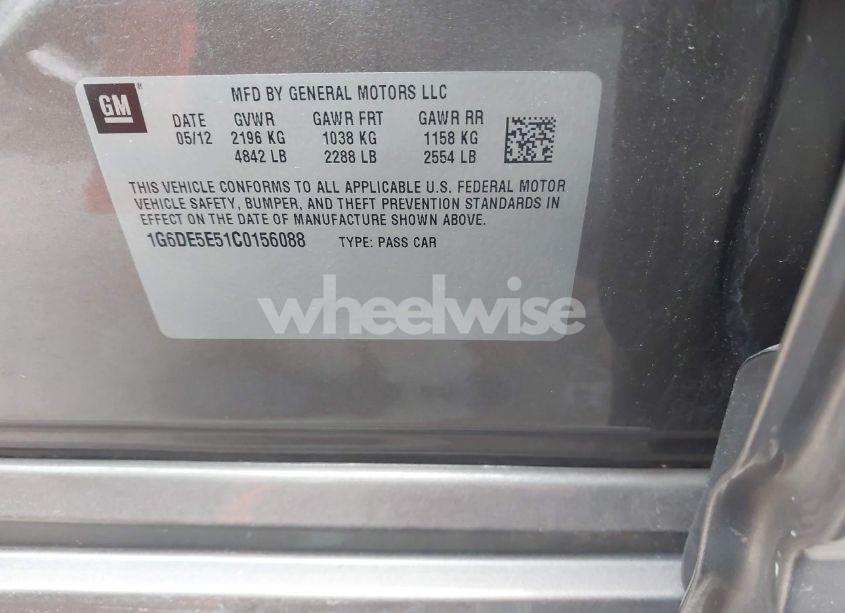 GM
MFD BY GENERAL MOTORS LLC
DATE GVWR GAWR FRT GAWR RR
05/12 2196 KG 1038 KG 1158 KG
4842 LB 2288 LB 2554 LB
THIS VEHICLE CONFORMS TO ALL APPLICABLE U.S. FEDERAL MOTOR
VEHICLE SAFETY, BUMPER, AND THEFT PREVENTION STANDARDS IN
EFFECT ON THE DATE OF MANUFACTURE SHOWN ABOVE.
1G6DE5E51C0156088 TYPE: PASS CAR
wheelwise